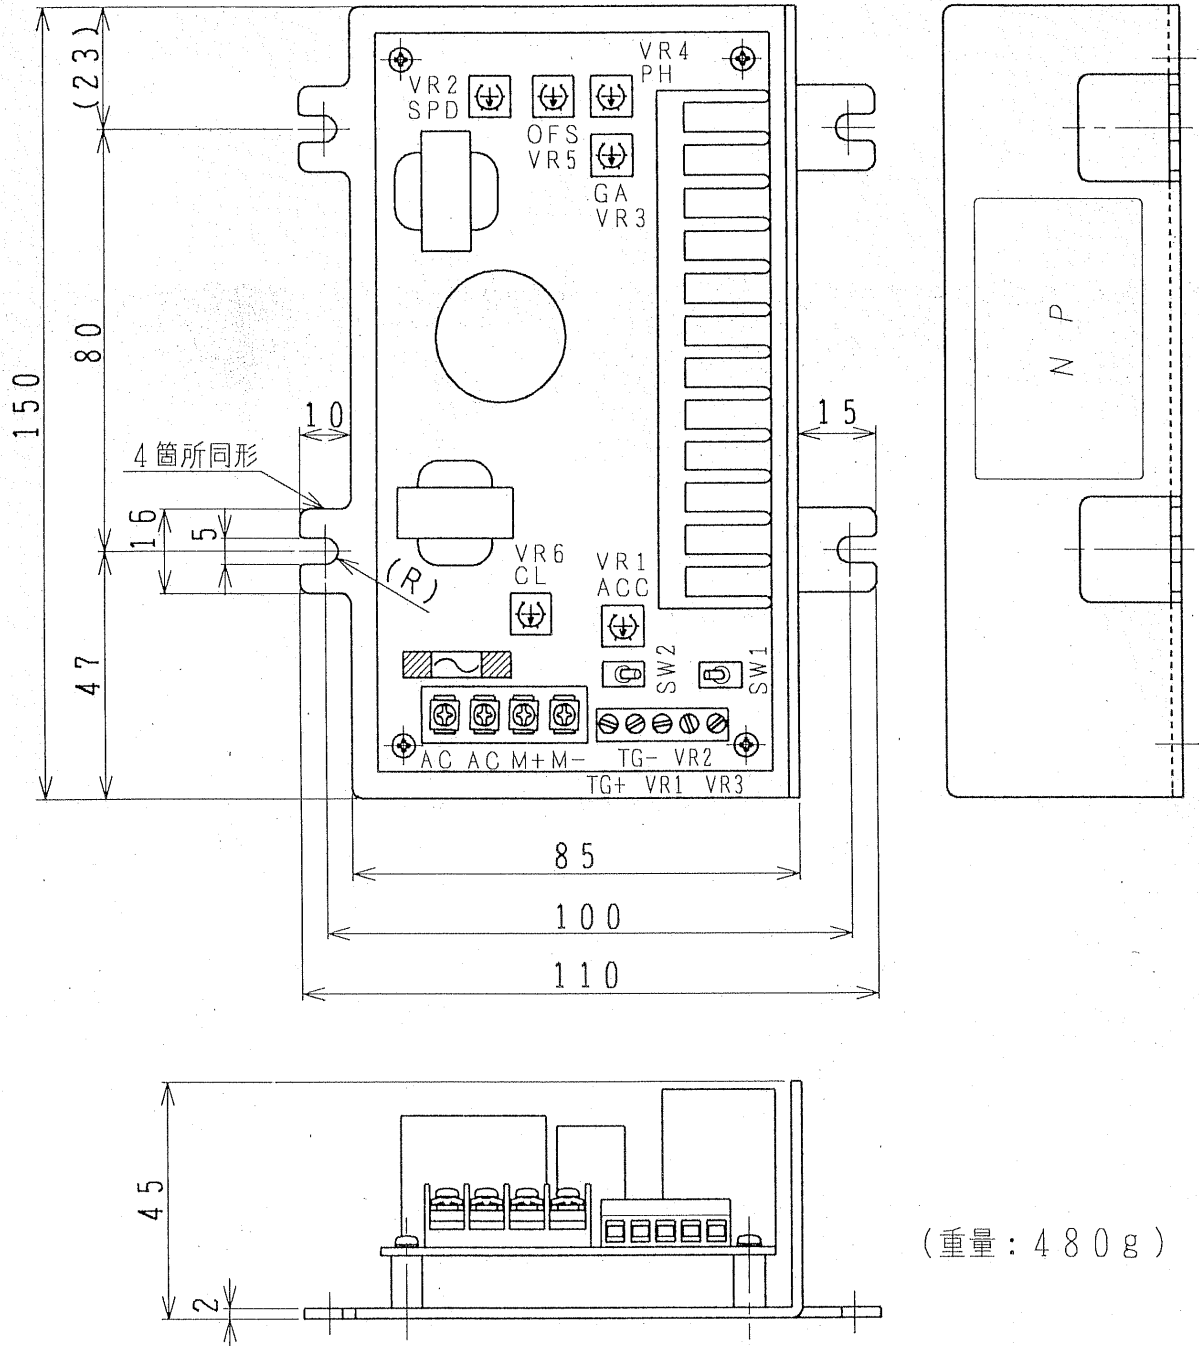 VR4
PH
VR2
SPD
OFS
VR5
GA
VR3
(23)
80
150
10
15
4箇所同形
16
5
(R)
47
N P
VR6
CL
VR1
ACC
SW2
SW1
AC AC M+ M-
TG- VR2
TG+ VR1 VR3
85
100
110
45
2
(重量:480g)